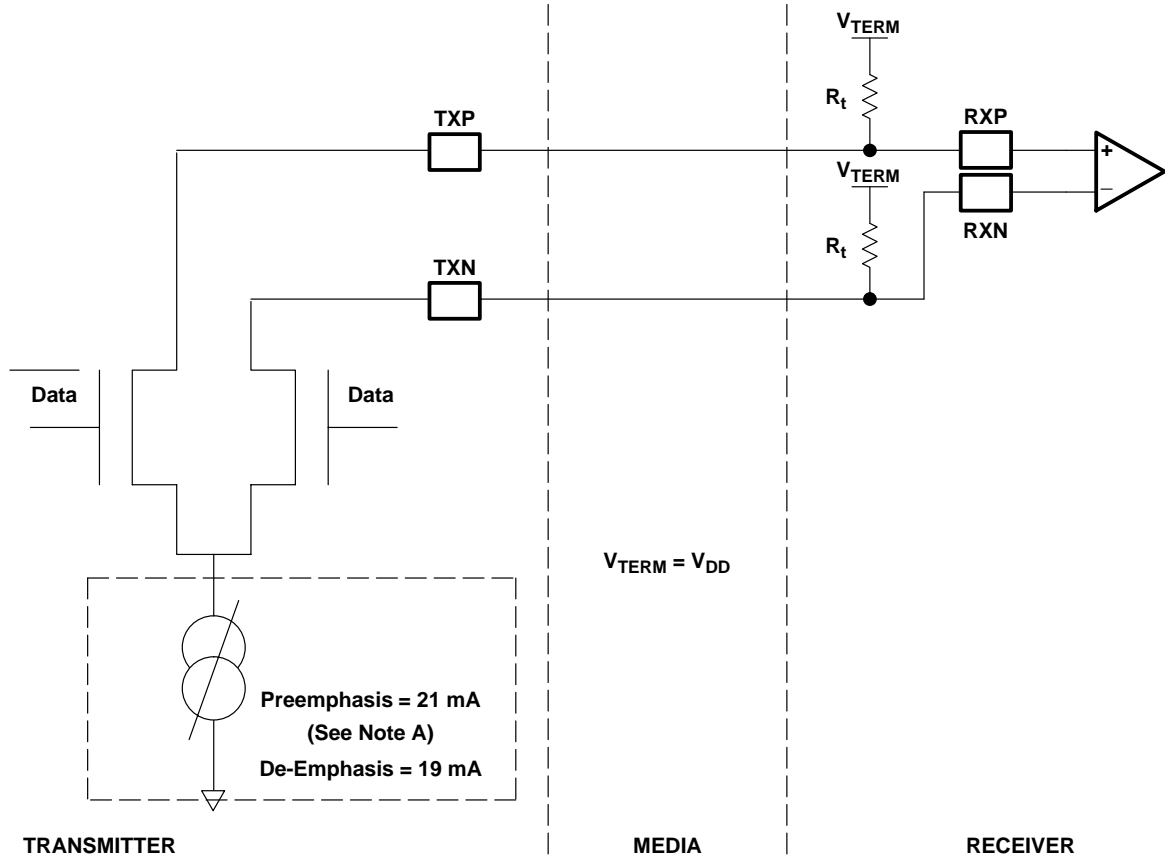 V_TERM
R_t
TXP
RXP
+
V_TERM
−
RXN
R_t
TXN
Data
Data
V_TERM = V_DD
Preemphasis = 21 mA
(See Note A)
De-Emphasis = 19 mA
TRANSMITTER
MEDIA
RECEIVER